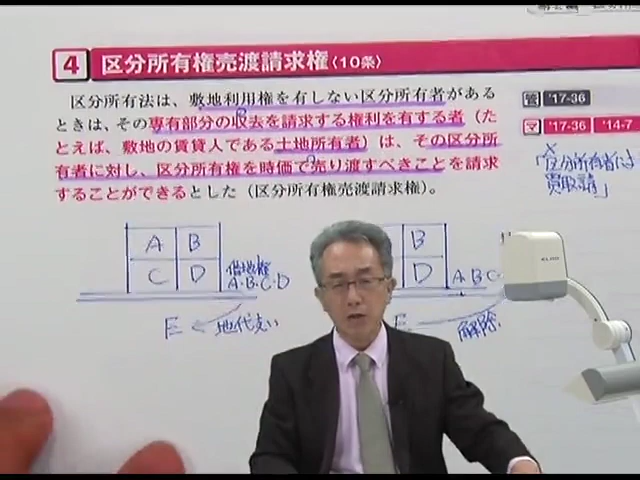 4 区分所有権売渡請求権〈10条〉
区分所有法は、敷地利用権を有しない区分所有者がある
ときは、その専有部分の収去を請求する権利を有する者（た
とえば、敷地の賃貸人である土地所有者）は、その区分所
有者に対し、区分所有権を時価で売り渡すべきことを請求
することができるとした（区分所有権売渡請求権）。
管 '17-36
マ '17-36 '14-7
「区分所有者による
買取請」
A B
C D
借地権
A・B・C・D
E ← 地代払い
B
D
A B C
E
解除